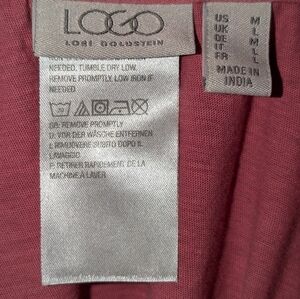 LOGO
LORI GOLDSTEIN
NEEDED. TUMBLE DRY LOW.
REMOVE PROMPTLY. LOW IRON IF
NEEDED
GB: REMOVE PROMPTLY
D: VOR DER WÄSCHE ENTFERNEN
I: RIMUOVERE SUBITO DOPO IL
LAVAGGIO
F: RETIRER RAPIDEMENT DE LA
MACHINE A LAVER
US M
UK L
DE L
IT L
FR L
MADE IN
INDIA